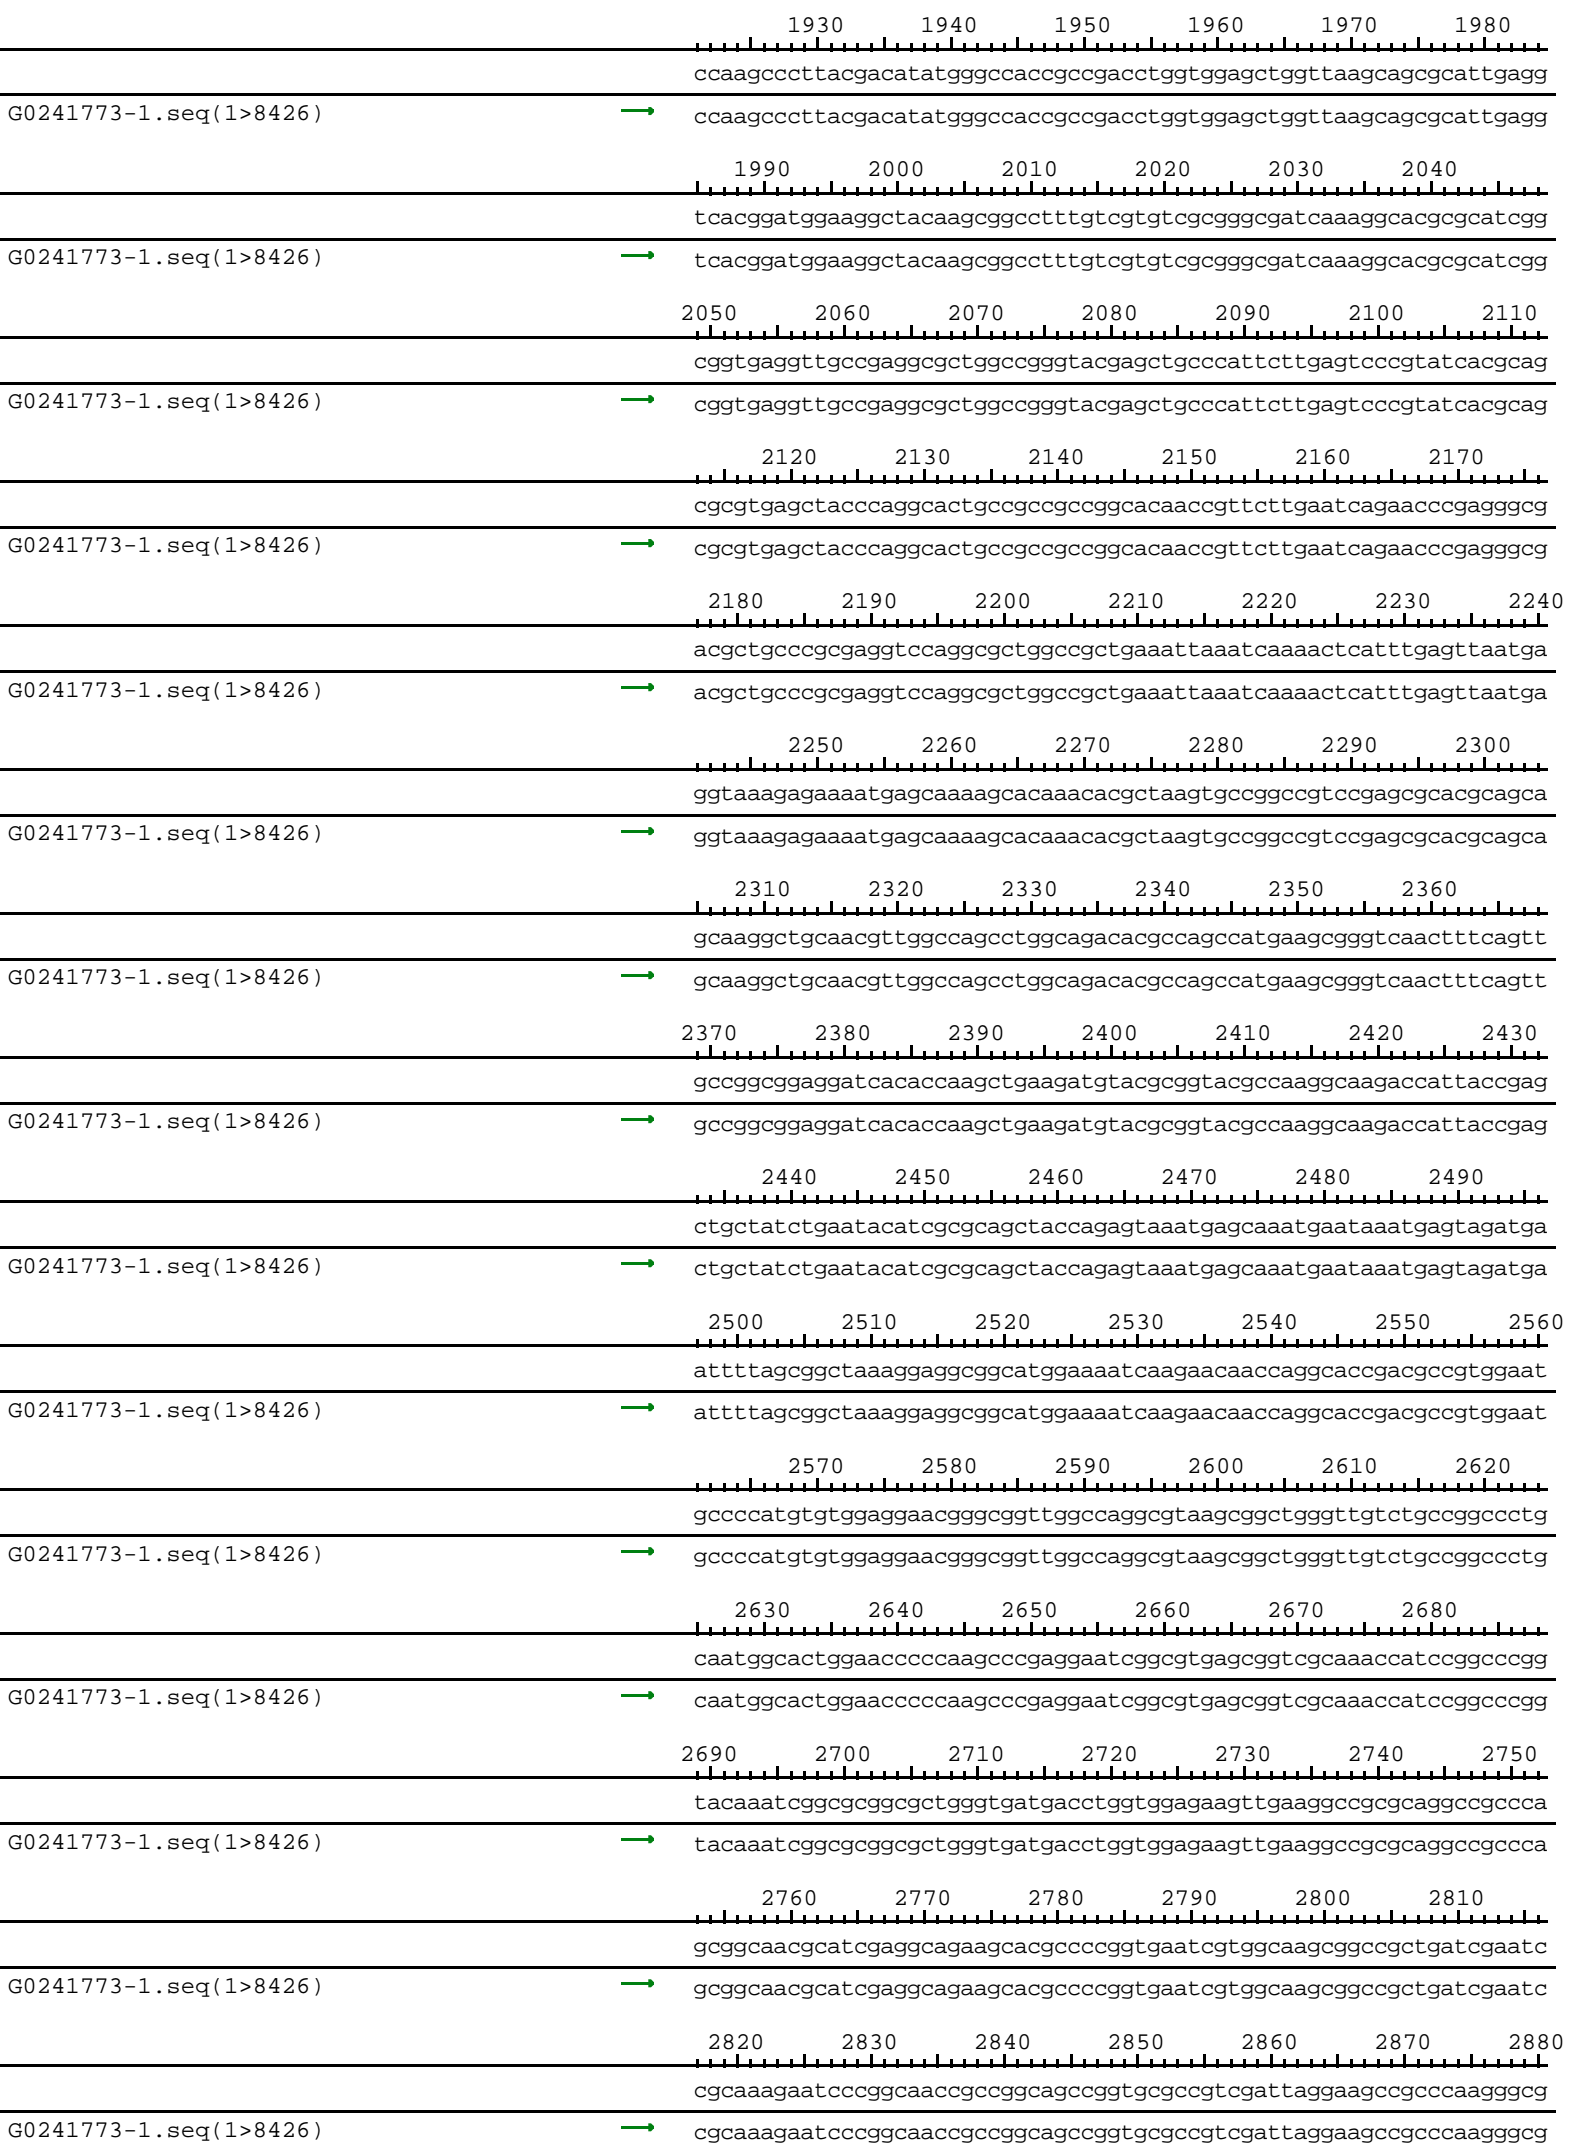 1930 1940 1950 1960 1970 1980
ccaagcccttacgacatatgggccaccgccgacctggtggagctggttaagcagcgcattgagg
G0241773-1.seq(1>8426) ccaagcccttacgacatatgggccaccgccgacctggtggagctggttaagcagcgcattgagg
1990 2000 2010 2020 2030 2040
tcacggatggaaggctacaagcggcctttgtcgtgtcgcgggcgatcaaaggcacgcgcatcgg
G0241773-1.seq(1>8426) tcacggatggaaggctacaagcggcctttgtcgtgtcgcgggcgatcaaaggcacgcgcatcgg
2050 2060 2070 2080 2090 2100 2110
cggtgaggttgccgaggcgctggccgggtacgagctgcccattcttgagtcccgtatcacgcag
G0241773-1.seq(1>8426) cggtgaggttgccgaggcgctggccgggtacgagctgcccattcttgagtcccgtatcacgcag
2120 2130 2140 2150 2160 2170
cgcgtgagctacccaggcactgccgccgccggcacaaccgttcttgaatcagaacccgagggcg
G0241773-1.seq(1>8426) cgcgtgagctacccaggcactgccgccgccggcacaaccgttcttgaatcagaacccgagggcg
2180 2190 2200 2210 2220 2230 2240
acgctgcccgcgaggtccaggcgctggccgctgaaattaaatcaaaactcatttgagttaatga
G0241773-1.seq(1>8426) acgctgcccgcgaggtccaggcgctggccgctgaaattaaatcaaaactcatttgagttaatga
2250 2260 2270 2280 2290 2300
ggtaaagagaaaatgagcaaaagcacaaacacgctaagtgccggccgtccgagcgcacgcagca
G0241773-1.seq(1>8426) ggtaaagagaaaatgagcaaaagcacaaacacgctaagtgccggccgtccgagcgcacgcagca
2310 2320 2330 2340 2350 2360
gcaaggctgcaacgttggccagcctggcagacacgccagccatgaagcgggtcaactttcagtt
G0241773-1.seq(1>8426) gcaaggctgcaacgttggccagcctggcagacacgccagccatgaagcgggtcaactttcagtt
2370 2380 2390 2400 2410 2420 2430
gccggcggaggatcacaccaagctgaagatgtacgcggtacgccaaggcaagaccattaccgag
G0241773-1.seq(1>8426) gccggcggaggatcacaccaagctgaagatgtacgcggtacgccaaggcaagaccattaccgag
2440 2450 2460 2470 2480 2490
ctgctatctgaatacatcgcgcagctaccagagtaaatgagcaaatgaataaatgagtagatga
G0241773-1.seq(1>8426) ctgctatctgaatacatcgcgcagctaccagagtaaatgagcaaatgaataaatgagtagatga
2500 2510 2520 2530 2540 2550 2560
attttagcggctaaaggaggcggcatggaaaatcaagaacaaccaggcaccgacgccgtggaat
G0241773-1.seq(1>8426) attttagcggctaaaggaggcggcatggaaaatcaagaacaaccaggcaccgacgccgtggaat
2570 2580 2590 2600 2610 2620
gccccatgtgtggaggaacgggcggttggccaggcgtaagcggctgggttgtctgccggccctg
G0241773-1.seq(1>8426) gccccatgtgtggaggaacgggcggttggccaggcgtaagcggctgggttgtctgccggccctg
2630 2640 2650 2660 2670 2680
caatggcactggaacccccaagcccgaggaatcggcgtgagcggtcgcaaaccatccggcccgg
G0241773-1.seq(1>8426) caatggcactggaacccccaagcccgaggaatcggcgtgagcggtcgcaaaccatccggcccgg
2690 2700 2710 2720 2730 2740 2750
tacaaatcggcgcggcgctgggtgatgacctggtggagaagttgaaggccgcgcaggccgccca
G0241773-1.seq(1>8426) tacaaatcggcgcggcgctgggtgatgacctggtggagaagttgaaggccgcgcaggccgccca
2760 2770 2780 2790 2800 2810
gcggcaacgcatcgaggcagaagcacgccccggtgaatcgtggcaagcggccgctgatcgaatc
G0241773-1.seq(1>8426) gcggcaacgcatcgaggcagaagcacgccccggtgaatcgtggcaagcggccgctgatcgaatc
2820 2830 2840 2850 2860 2870 2880
cgcaaagaatcccggcaaccgccggcagccggtgcgccgtcgattaggaagccgcccaagggcg
G0241773-1.seq(1>8426) cgcaaagaatcccggcaaccgccggcagccggtgcgccgtcgattaggaagccgcccaagggcg